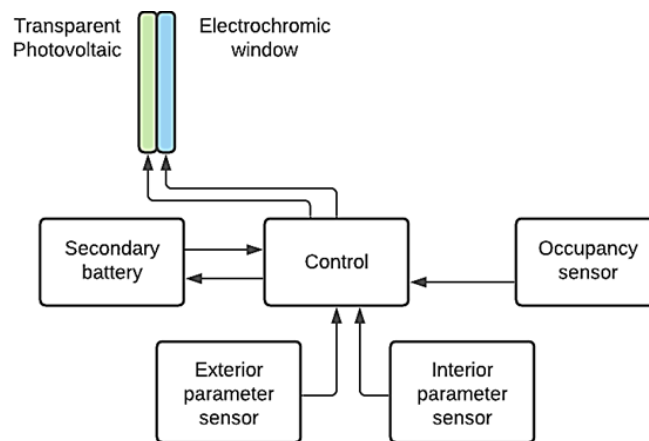 Transparent
Photovoltaic
Electrochromic
window
Secondary
battery
Control
Occupancy
sensor
Exterior
parameter
sensor
Interior
parameter
sensor